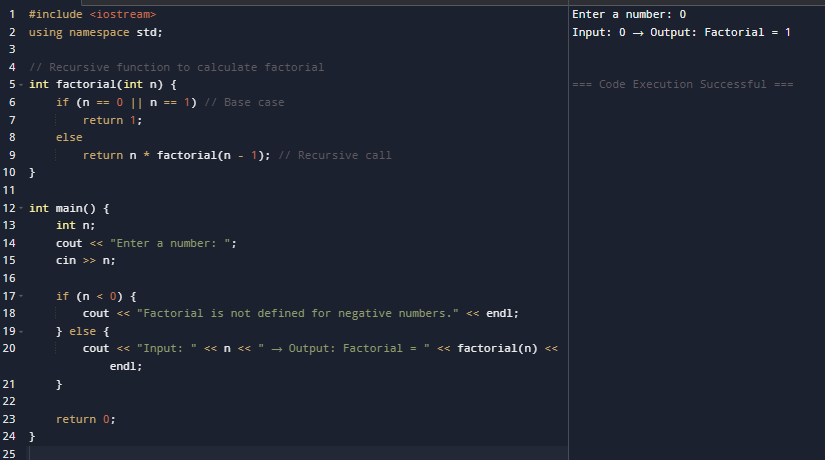 1 #include <iostream>
2 using namespace std;
3
4 // Recursive function to calculate factorial
5 int factorial(int n) {
6     if (n == 0 || n == 1) // Base case
7         return 1;
8     else
9         return n * factorial(n - 1); // Recursive call
10 }
11
12 int main() {
13     int n;
14     cout << "Enter a number: ";
15     cin >> n;
16
17     if (n < 0) {
18         cout << "Factorial is not defined for negative numbers." << endl;
19     } else {
20         cout << "Input: " << n << " → Output: Factorial = " << factorial(n) <<
            endl;
21     }
22
23     return 0;
24 }
25
Enter a number: 0
Input: 0 → Output: Factorial = 1
=== Code Execution Successful ===